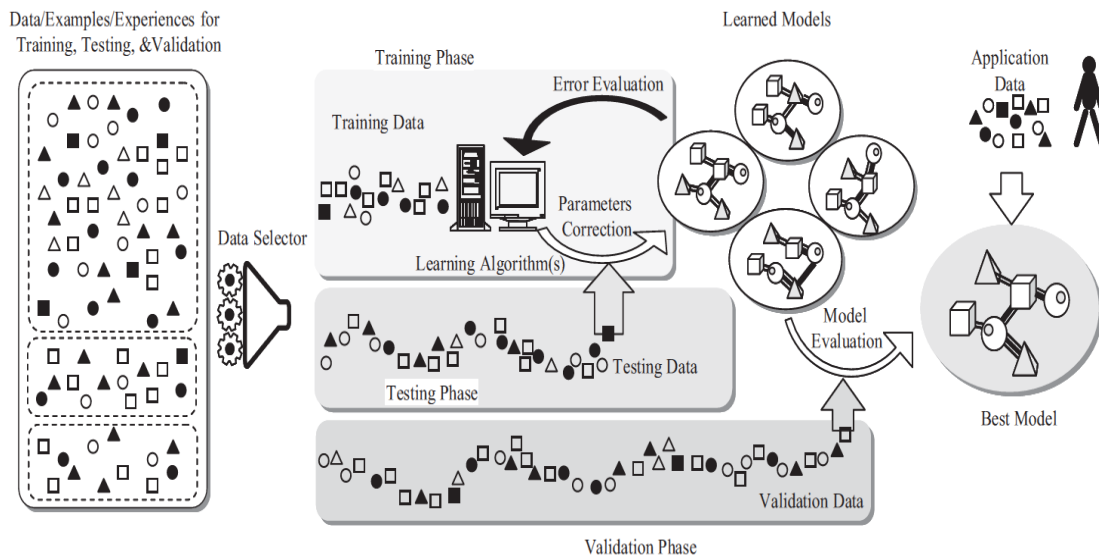 Data/Examples/Experiences for
Training, Testing, &Validation
Data Selector
Training Phase
Error Evaluation
Training Data
Parameters
Correction
Learning Algorithm(s)
Testing Data
Testing Phase
Validation Data
Validation Phase
Learned Models
Model
Evaluation
Application
Data
Best Model